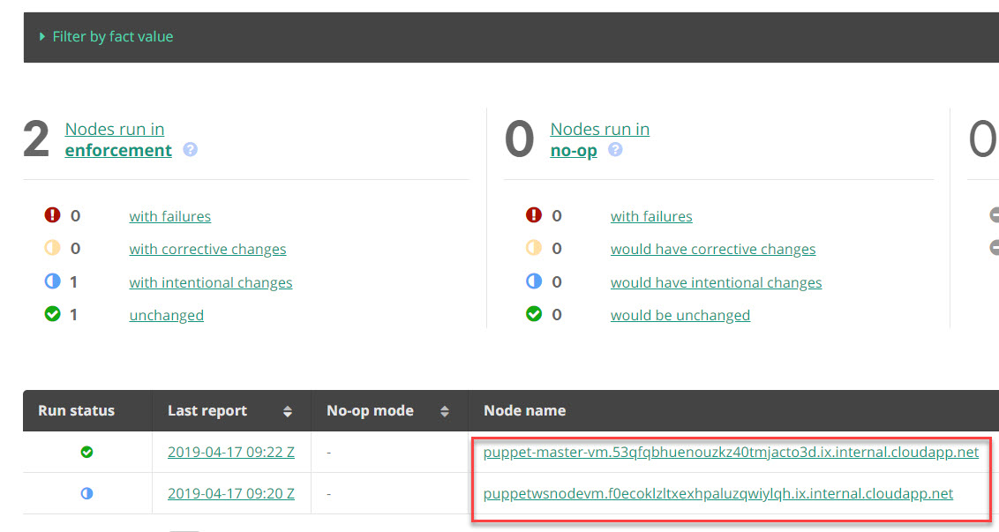 Filter by fact value
2 Nodes run in enforcement ?
0 with failures
0 with corrective changes
1 with intentional changes
1 unchanged
0 Nodes run in no-op ?
0 with failures
0 would have corrective changes
0 would have intentional changes
0 would be unchanged
0
Run status Last report No-op mode Node name
2019-04-17 09:22 Z - puppet-master-vm.53qfqbhuenouzkz40tmjacto3d.ix.internal.cloudapp.net
2019-04-17 09:20 Z - puppetwsnodevm.f0ecoklzltxexhpaluzqwiylqh.ix.internal.cloudapp.net